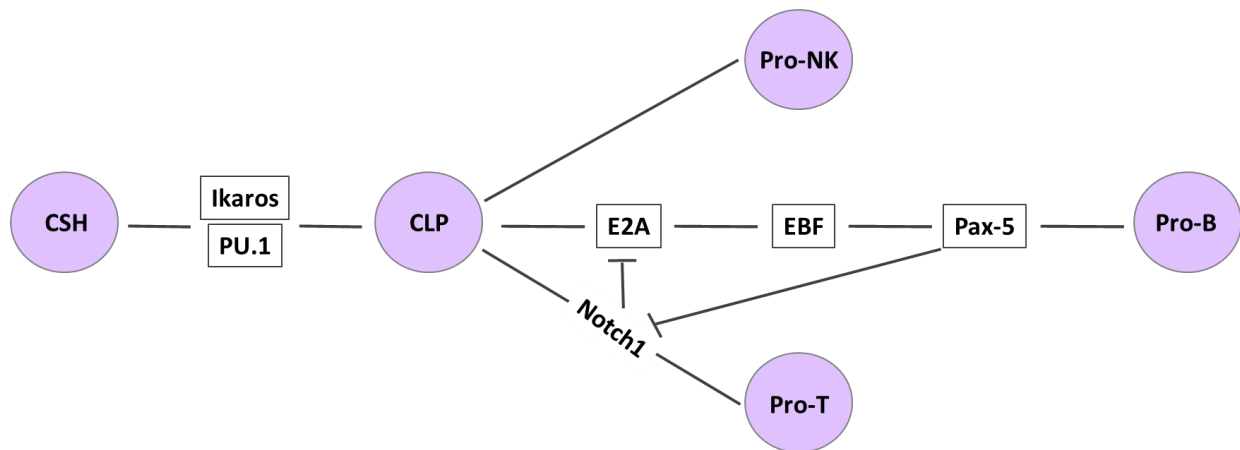 Pro-NK
CSH
Ikaros
PU.1
CLP
E2A
EBF
Pax-5
Pro-B
Notch1
Pro-T